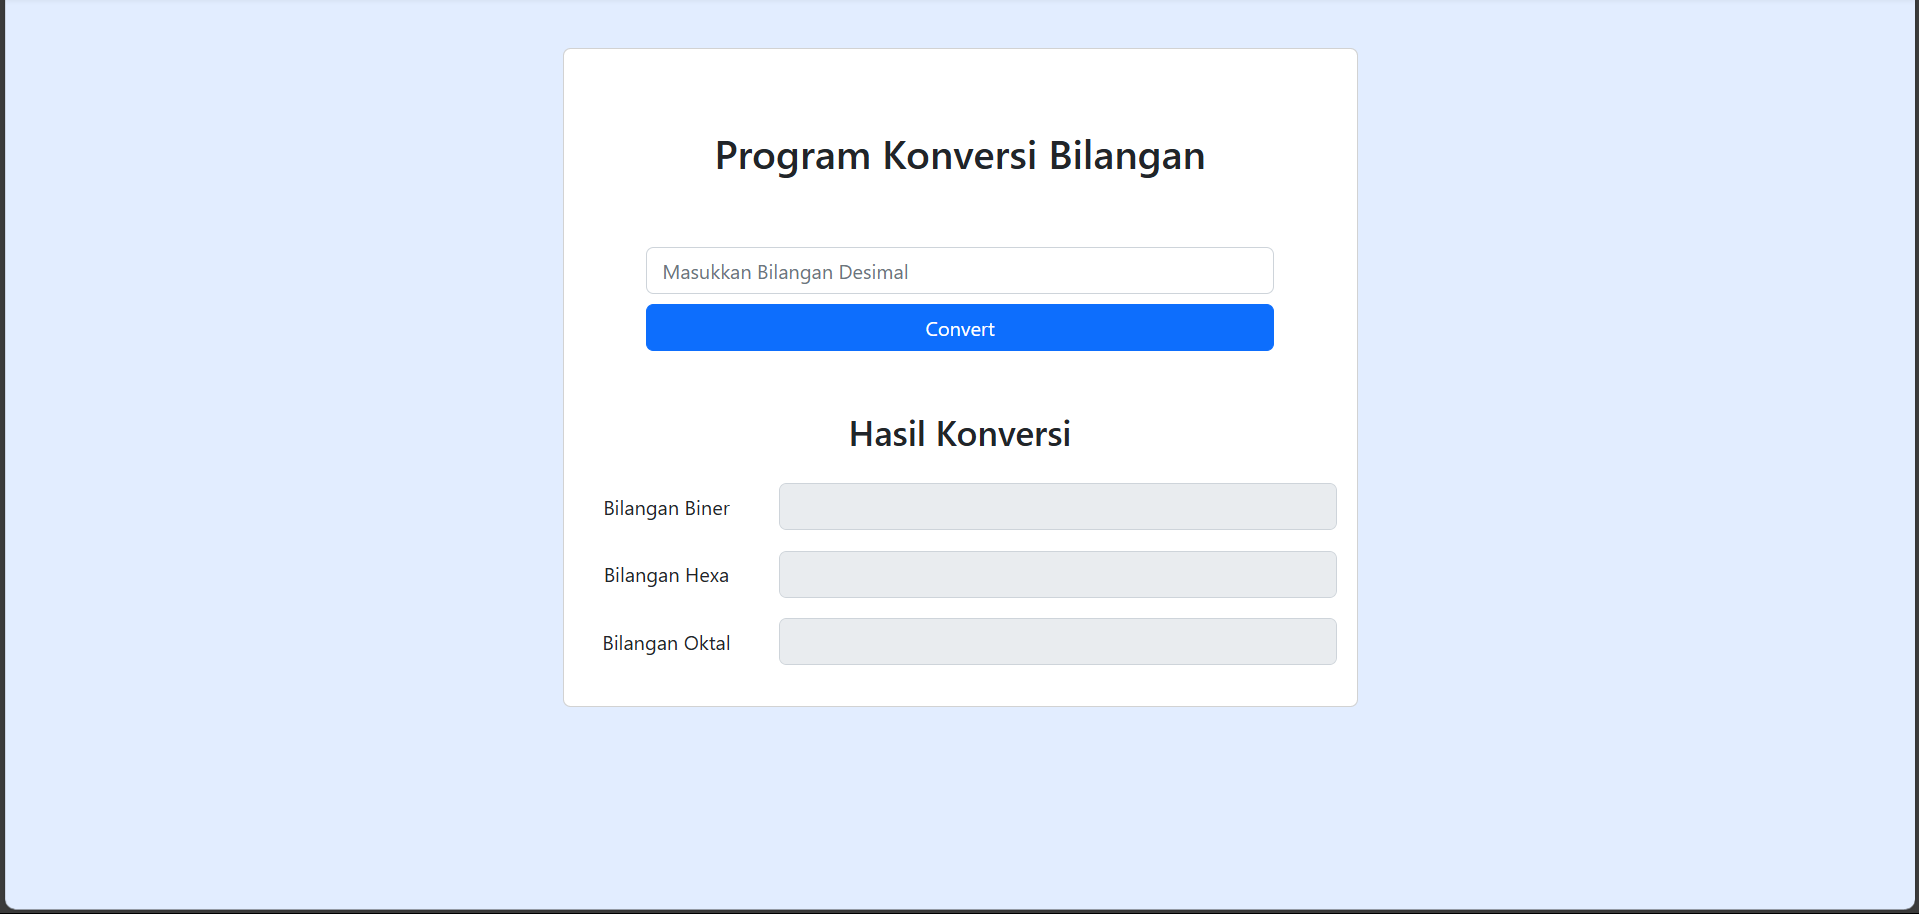 Program Konversi Bilangan
Masukkan Bilangan Desimal
Convert
Hasil Konversi
Bilangan Biner
Bilangan Hexa
Bilangan Oktal